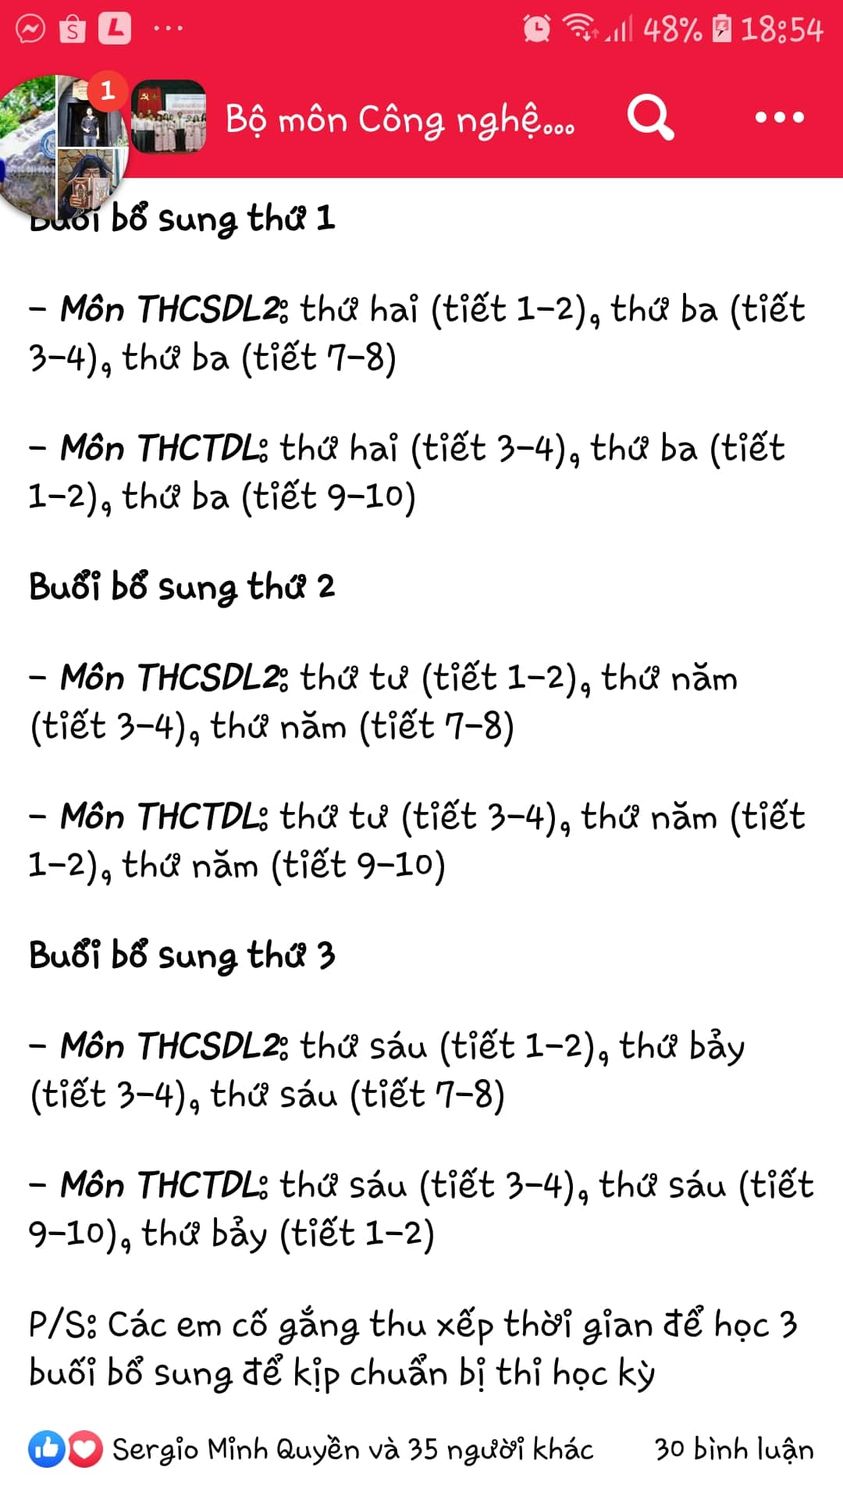 48% 18:54
1
Bộ môn Công nghệ...
Buổi bổ sung thứ 1
- Môn THCSDL2: thứ hai (tiết 1-2), thứ ba (tiết
3-4), thứ ba (tiết 7-8)
- Môn THCTDL: thứ hai (tiết 3-4), thứ ba (tiết
1-2), thứ ba (tiết 9-10)
Buổi bổ sung thứ 2
- Môn THCSDL2: thứ tư (tiết 1-2), thứ năm
(tiết 3-4), thứ năm (tiết 7-8)
- Môn THCTDL: thứ tư (tiết 3-4), thứ năm (tiết
1-2), thứ năm (tiết 9-10)
Buổi bổ sung thứ 3
- Môn THCSDL2: thứ sáu (tiết 1-2), thứ bảy
(tiết 3-4), thứ sáu (tiết 7-8)
- Môn THCTDL: thứ sáu (tiết 3-4), thứ sáu (tiết
9-10), thứ bảy (tiết 1-2)
P/S: Các em cố gắng thu xếp thời gian để học 3
buổi bổ sung để kịp chuẩn bị thi học kỳ
Sergio Minh Quyền và 35 người khác 30 bình luận